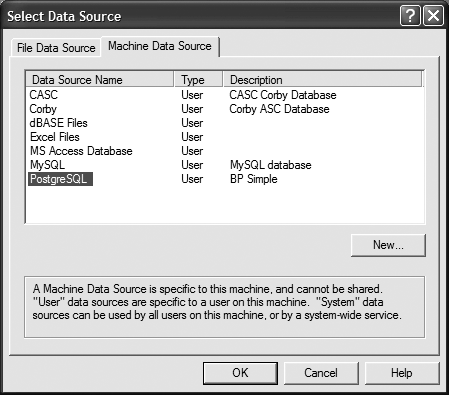 Select Data Source
File Data Source Machine Data Source
Data Source Name Type Description
CASC User CASC Corby Database
Corby User Corby ASC Database
dBASE Files User
Excel Files User
MS Access Database User
MySQL User MySQL database
PostgreSQL User BP Simple
New...
A Machine Data Source is specific to this machine, and cannot be shared.
"User" data sources are specific to a user on this machine. "System" data
sources can be used by all users on this machine, or by a system-wide service.
OK Cancel Help